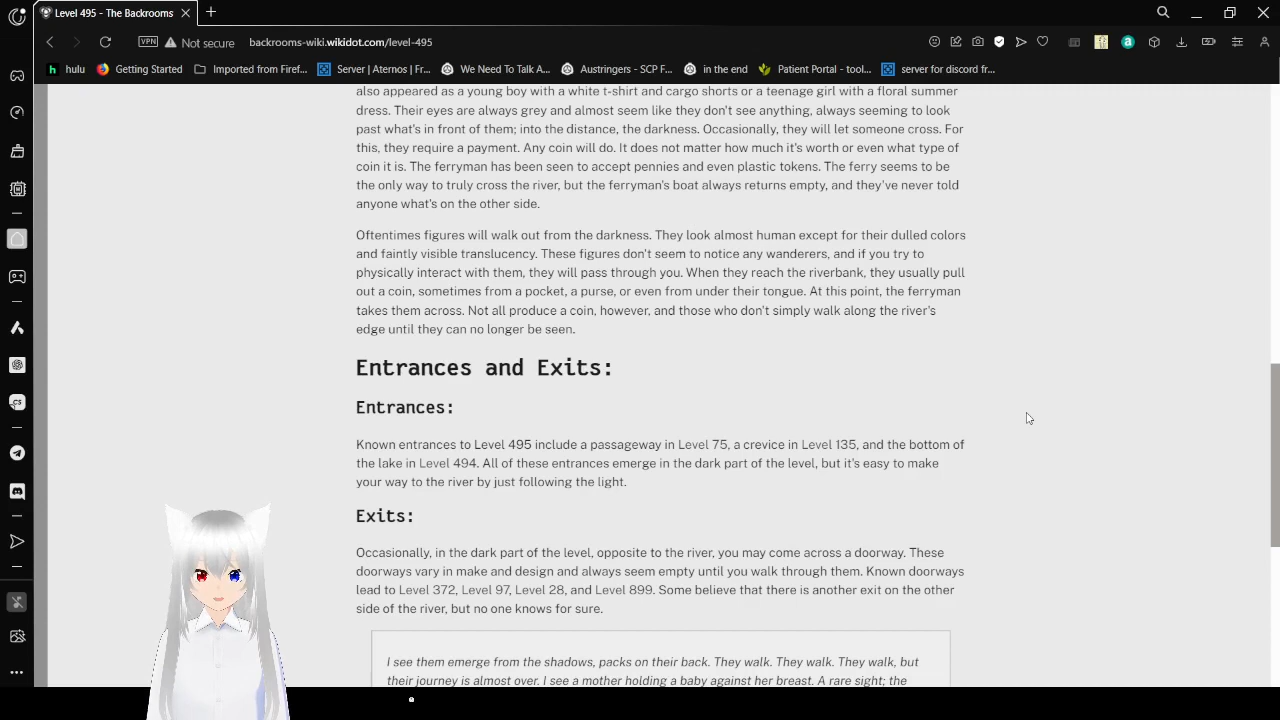 Level 495 - The Backrooms
VPN Not secure backrooms-wiki.wikidot.com/level-495
hulu Getting Started Imported from Firef... Server | Aternos | Fr... We Need To Talk A... Austringers - SCP F... in the end Patient Portal - tool... server for discord fr...
also appeared as a young boy with a white t-shirt and cargo shorts or a teenage girl with a floral summer
dress. Their eyes are always grey and almost seem like they don't see anything, always seeming to look
past what's in front of them; into the distance, the darkness. Occasionally, they will let someone cross. For
this, they require a payment. Any coin will do. It does not matter how much it's worth or even what type of
coin it is. The ferryman has been seen to accept pennies and even plastic tokens. The ferry seems to be
the only way to truly cross the river, but the ferryman's boat always returns empty, and they've never told
anyone what's on the other side.
Oftentimes figures will walk out from the darkness. They look almost human except for their dulled colors
and faintly visible translucency. These figures don't seem to notice any wanderers, and if you try to
physically interact with them, they will pass through you. When they reach the riverbank, they usually pull
out a coin, sometimes from a pocket, a purse, or even from under their tongue. At this point, the ferryman
takes them across. Not all produce a coin, however, and those who don't simply walk along the river's
edge until they can no longer be seen.
Entrances and Exits:
Entrances:
Known entrances to Level 495 include a passageway in Level 75, a crevice in Level 135, and the bottom of
the lake in Level 494. All of these entrances emerge in the dark part of the level, but it's easy to make
your way to the river by just following the light.
Exits:
Occasionally, in the dark part of the level, opposite to the river, you may come across a doorway. These
doorways vary in make and design and always seem empty until you walk through them. Known doorways
lead to Level 372, Level 97, Level 28, and Level 899. Some believe that there is another exit on the other
side of the river, but no one knows for sure.
I see them emerge from the shadows, packs on their back. They walk. They walk. They walk, but
their journey is almost over. I see a mother holding a baby against her breast. A rare sight; the